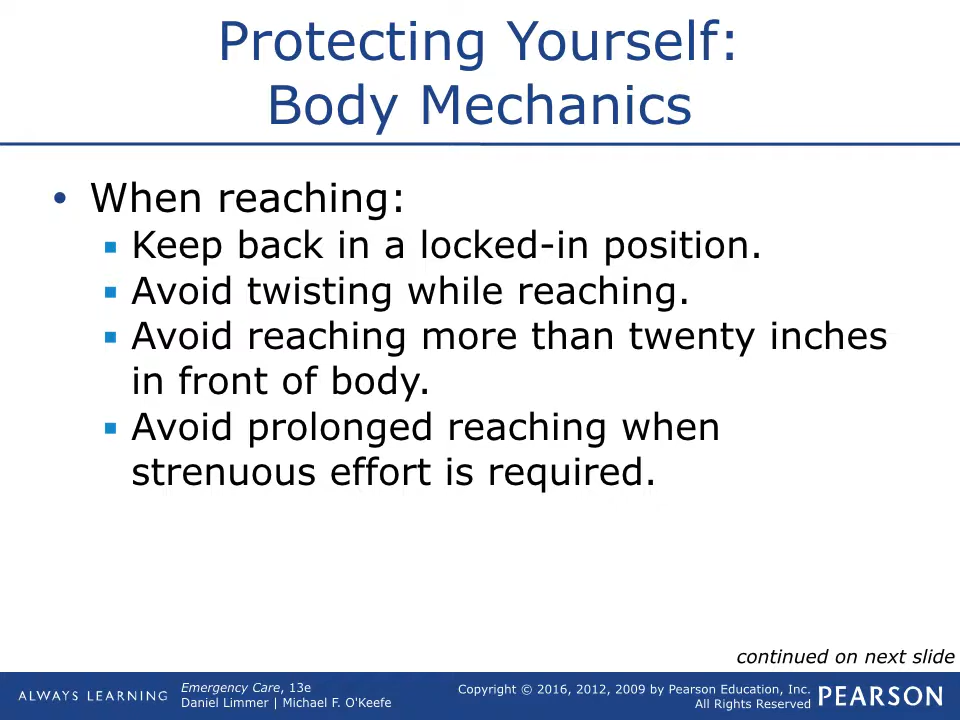 Protecting Yourself:
Body Mechanics
• When reaching:
▪ Keep back in a locked-in position.
▪ Avoid twisting while reaching.
▪ Avoid reaching more than twenty inches
in front of body.
▪ Avoid prolonged reaching when
strenuous effort is required.
continued on next slide
ALWAYS LEARNING
Emergency Care, 13e
Daniel Limmer | Michael F. O'Keefe
Copyright © 2016, 2012, 2009 by Pearson Education, Inc.
All Rights Reserved
PEARSON